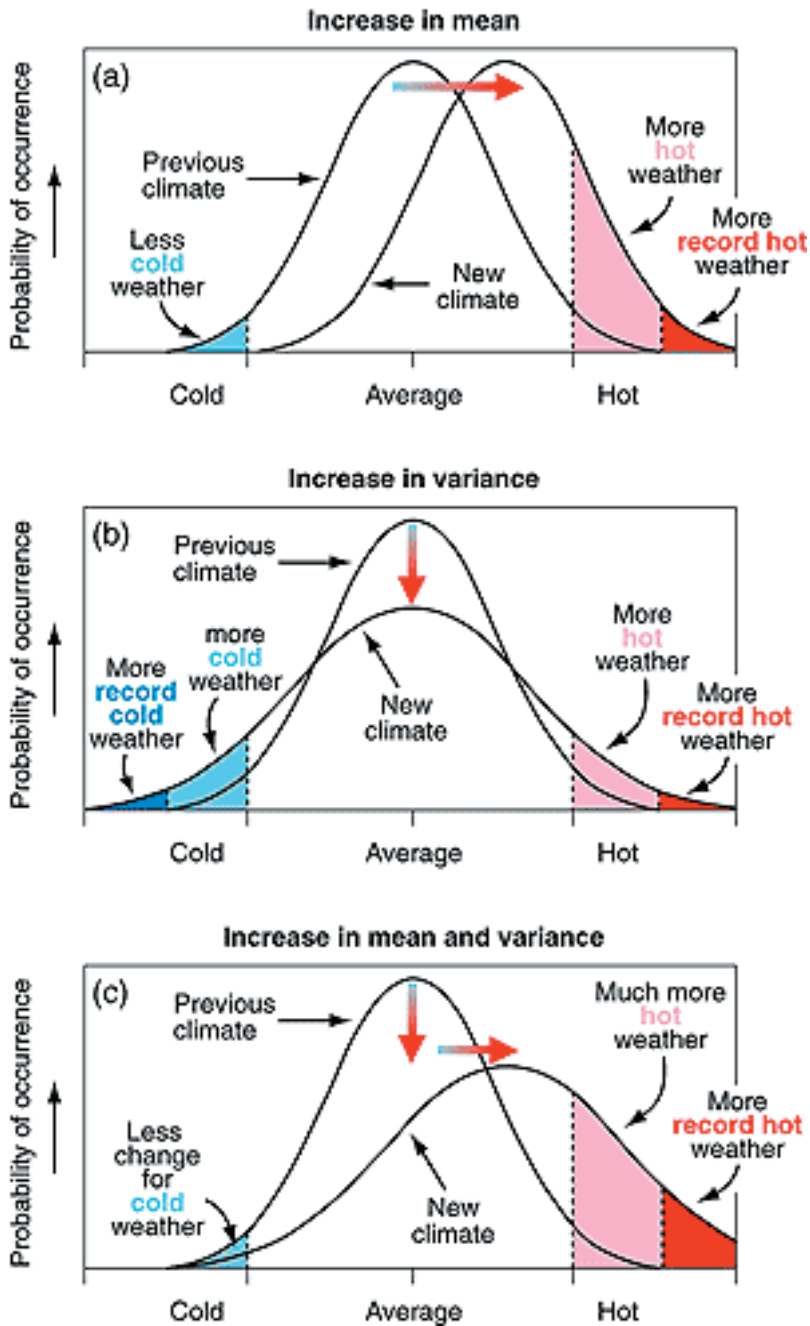 Increase in mean
(a)
Probability of occurrence
Previous
climate
Less
cold
weather
New
climate
More
hot
weather
More
record hot
weather
Cold
Average
Hot
Increase in variance
(b)
Probability of occurrence
Previous
climate
more
cold
weather
More
record
cold
weather
New
climate
More
hot
weather
More
record hot
weather
Cold
Average
Hot
Increase in mean and variance
(c)
Probability of occurrence
Previous
climate
Less
change
for
cold
weather
New
climate
Much more
hot
weather
More
record hot
weather
Cold
Average
Hot